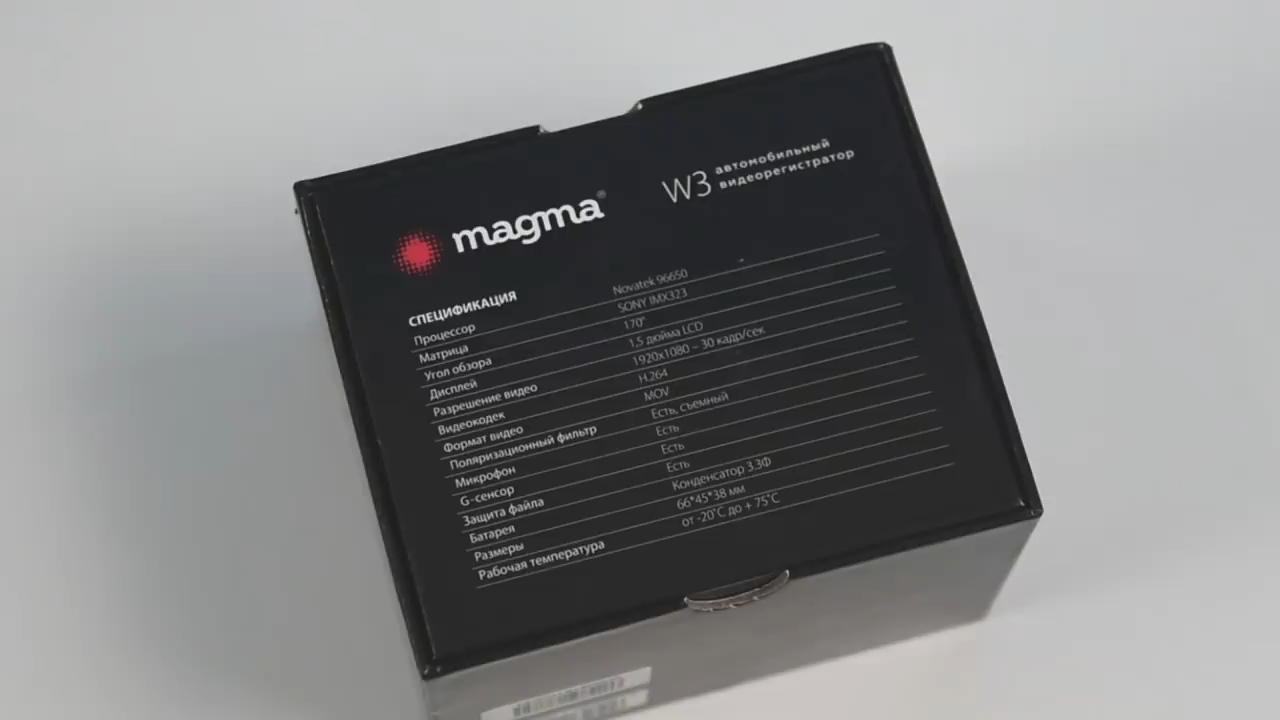 magma®
W3 автомобильный
видеорегистратор
СПЕЦИФИКАЦИЯ
Процессор Novatek 96650
Матрица SONY IMX323
Угол обзора 170°
Дисплей 1,5 дюйма LCD
Разрешение видео 1920x1080 – 30 кадр/сек
Видеокодек H.264
Формат видео MOV
Поляризационный фильтр Есть, съемный
Микрофон Есть
G-сенсор Есть
Защита файла Есть
Батарея Конденсатор 3.3Ф
Размеры 66*45*38 мм
Рабочая температура от -20˚C до + 75˚C